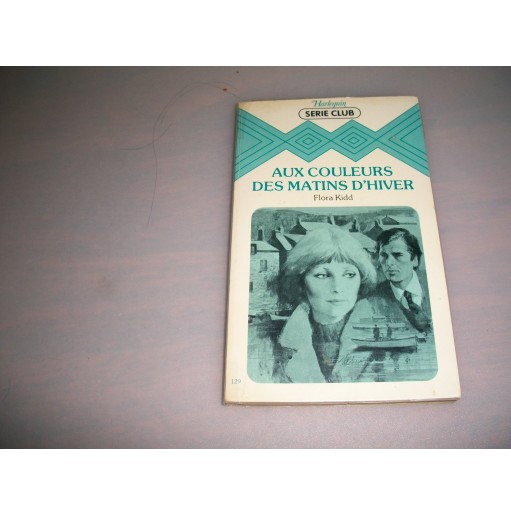 Harlequin
SERIE CLUB
AUX COULEURS
DES MATINS D'HIVER
Flora Kidd
129